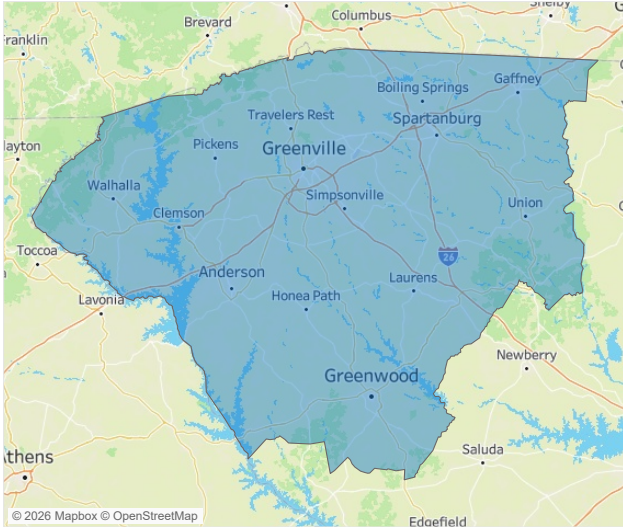 Shelby
Columbus
Brevard
Franklin
Gaffney
Boiling Springs
Travelers Rest
Spartanburg
Pickens
Greenville
layton
Walhalla
Simpsonville
Clemson
Union
Toccoa
26
Anderson
Laurens
Honea Path
Lavonia
Newberry
Greenwood
Saluda
Athens
© 2026 Mapbox © OpenStreetMap
Edgefield